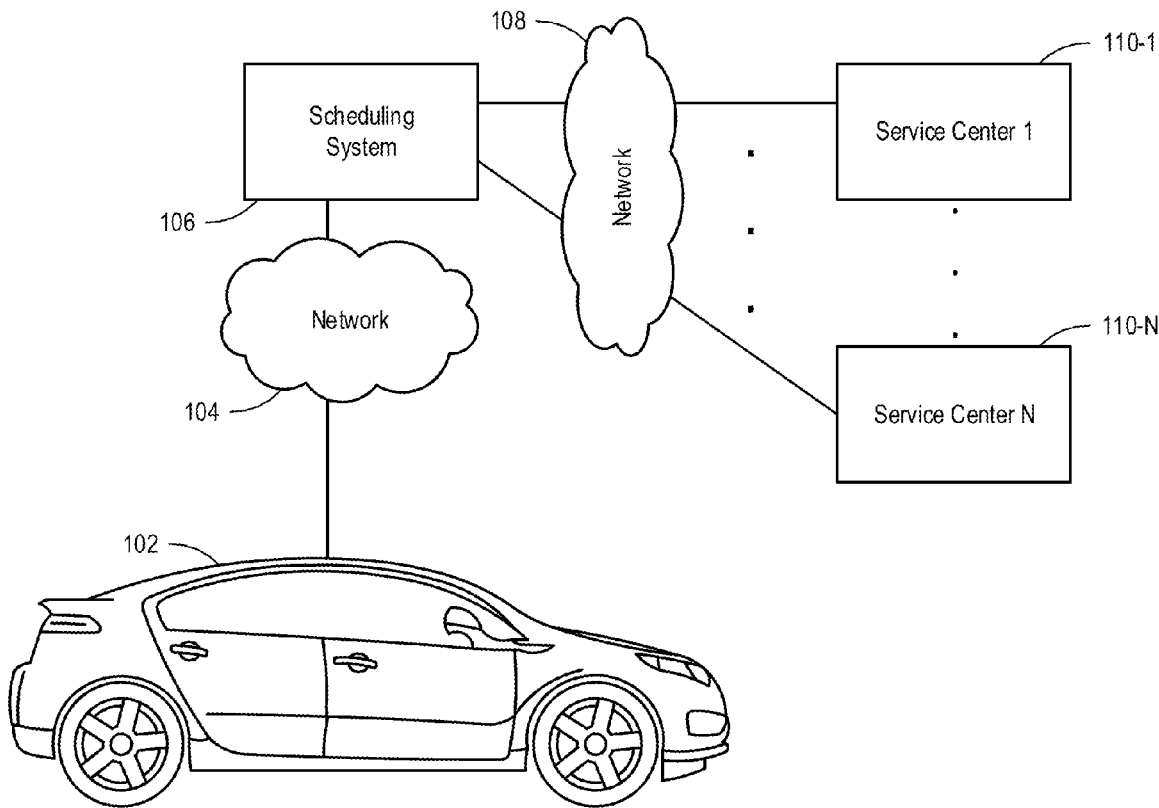 108
110-1
Scheduling
System
Service Center 1
Network
106
Network
110-N
104
Service Center N
102